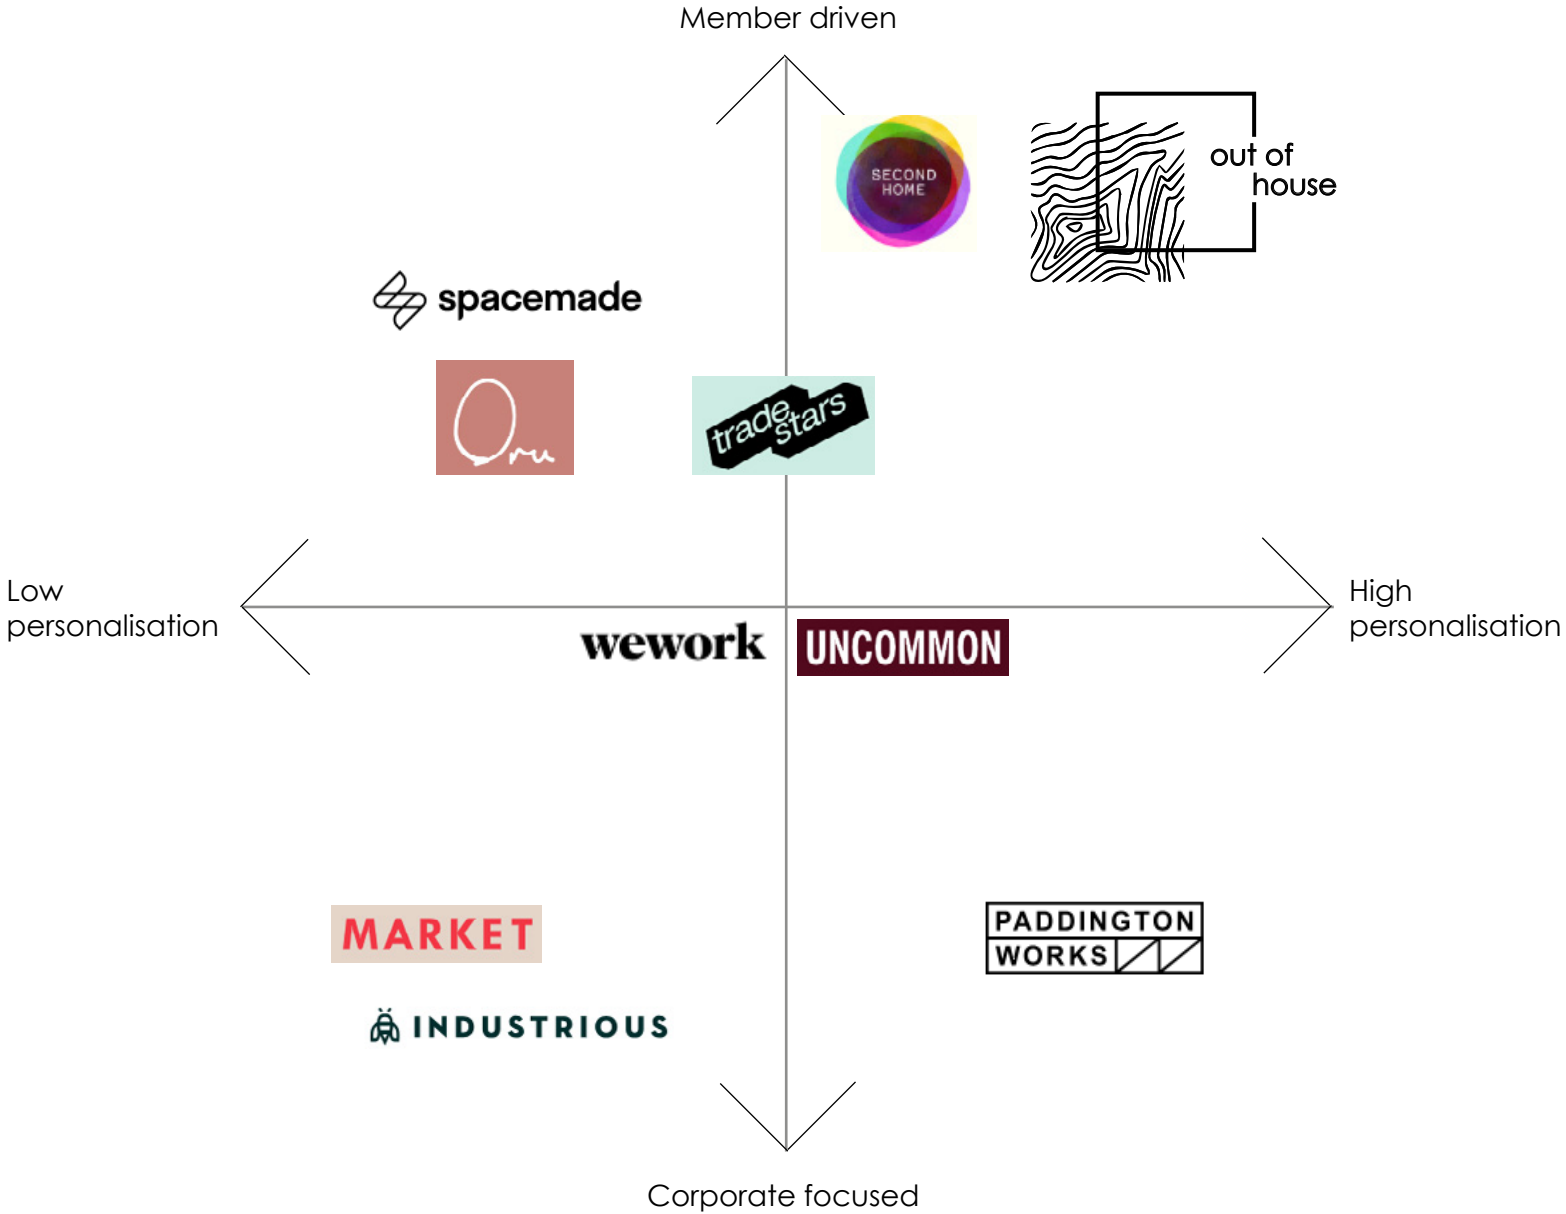 Member driven
SECOND
HOME
out of
house
spacemade
Oru
trade
stars
Low
personalisation
High
personalisation
wework
UNCOMMON
MARKET
PADDINGTON
WORKS
INDUSTRIOUS
Corporate focused